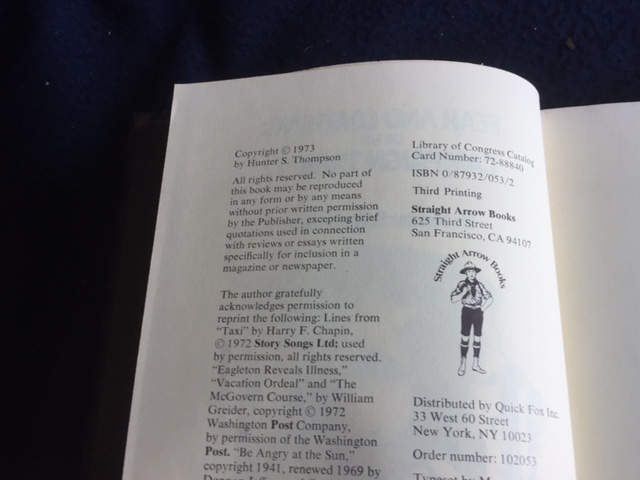 Copyright © 1973
by Hunter S. Thompson
All rights reserved. No part of
this book may be reproduced
in any form or by any means
without prior written permission
by the Publisher, excepting brief
quotations used in connection
with reviews or essays written
specifically for inclusion in a
magazine or newspaper.
The author gratefully
acknowledges permission to
reprint the following: Lines from
“Taxi” by Harry F. Chapin,
© 1972 Story Songs Ltd; used
by permission, all rights reserved.
“Eagleton Reveals Illness,”
“Vacation Ordeal” and “The
McGovern Course,” by William
Greider, copyright © 1972
Washington Post Company,
by permission of the Washington
Post. “Be Angry at the Sun,”
copyright 1941, renewed 1969 by
Library of Congress Catalog
Card Number: 72-88840
ISBN 0/87932/053/2
Third Printing
Straight Arrow Books
625 Third Street
San Francisco, CA 94107
Straight Arrow Books
Distributed by Quick Fox Inc.
33 West 60 Street
New York, NY 10023
Order number: 102053
Typeset by